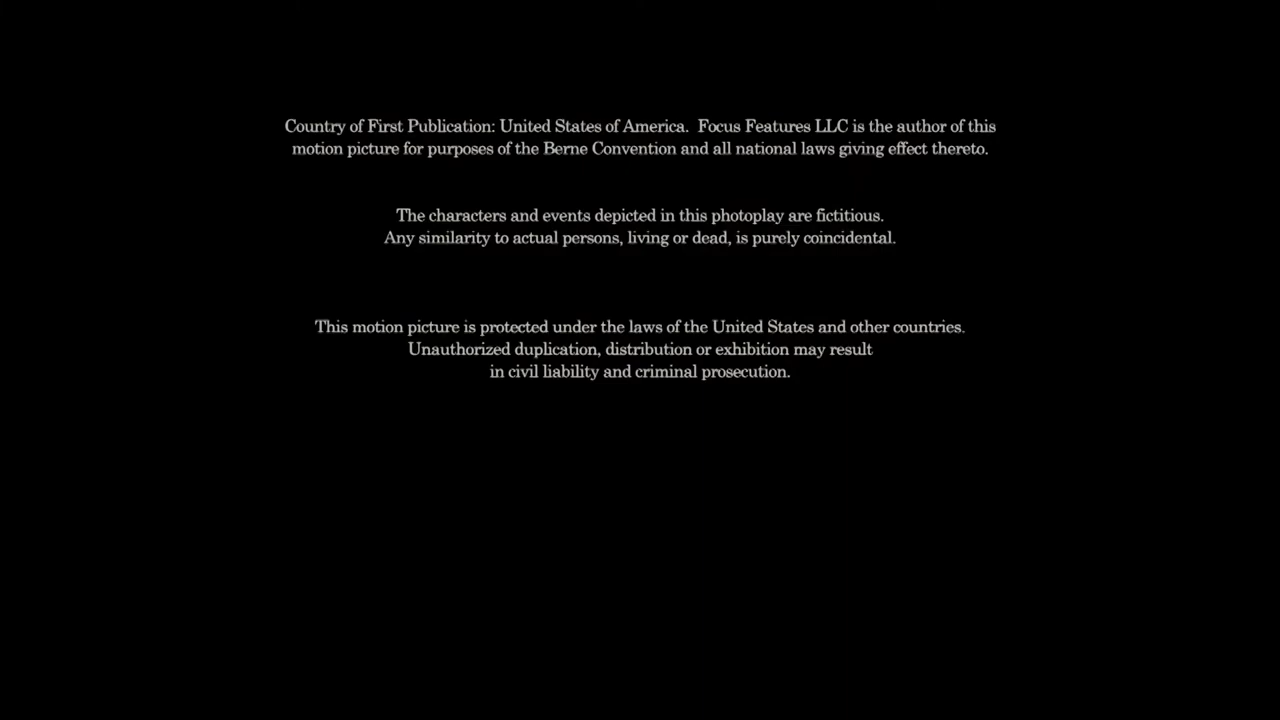 Country of First Publication: United States of America.  Focus Features LLC is the author of this
motion picture for purposes of the Berne Convention and all national laws giving effect thereto.
The characters and events depicted in this photoplay are fictitious.
Any similarity to actual persons, living or dead, is purely coincidental.
This motion picture is protected under the laws of the United States and other countries.
Unauthorized duplication, distribution or exhibition may result
in civil liability and criminal prosecution.